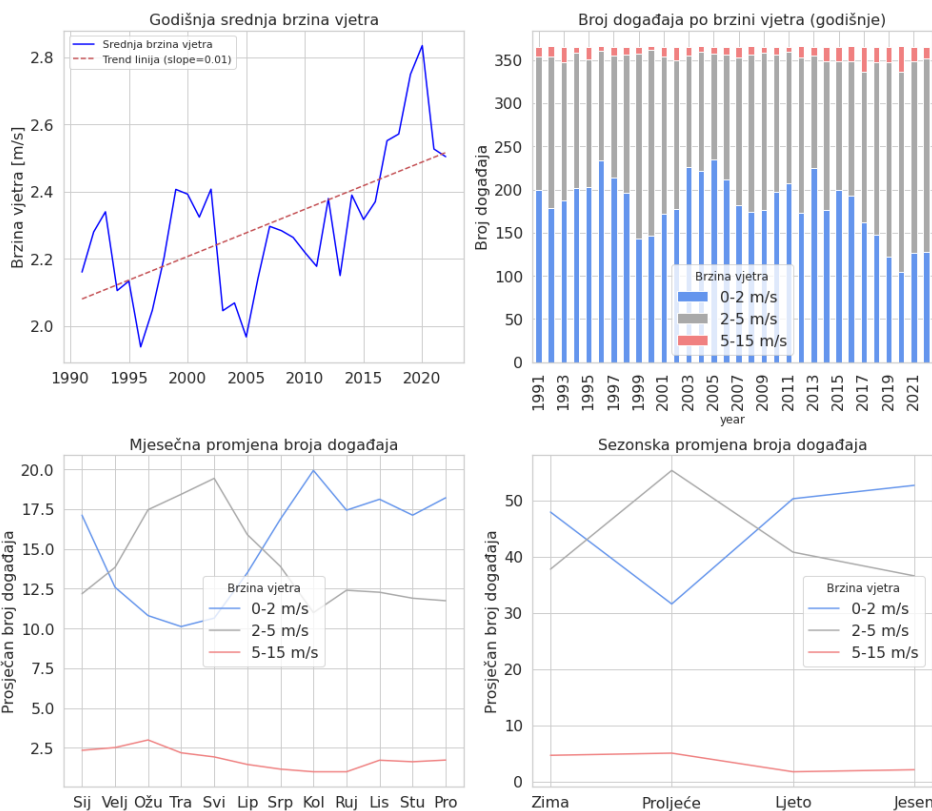 Godišnja srednja brzina vjetra
Srednja brzina vjetra
Trend linija (slope=0.01)
Brzina vjetra [m/s]
2.8
2.6
2.4
2.2
2.0
1990
1995
2000
2005
2010
2015
2020
Broj događaja po brzini vjetra (godišnje)
Broj događaja
350
300
250
200
150
100
50
0
Brzina vjetra
0-2 m/s
2-5 m/s
5-15 m/s
1991
1993
1995
1997
1999
2001
2003
2005
2007
2009
2011
2013
2015
2017
2019
2021
year
Mjesečna promjena broja događaja
Prosječan broj događaja
20.0
17.5
15.0
12.5
10.0
7.5
5.0
2.5
Brzina vjetra
0-2 m/s
2-5 m/s
5-15 m/s
Sij Velj Ožu Tra Svi Lip Srp Kol Ruj Lis Stu Pro
Sezonska promjena broja događaja
Prosječan broj događaja
50
40
30
20
10
0
Brzina vjetra
0-2 m/s
2-5 m/s
5-15 m/s
Zima Proljeće Ljeto Jesen